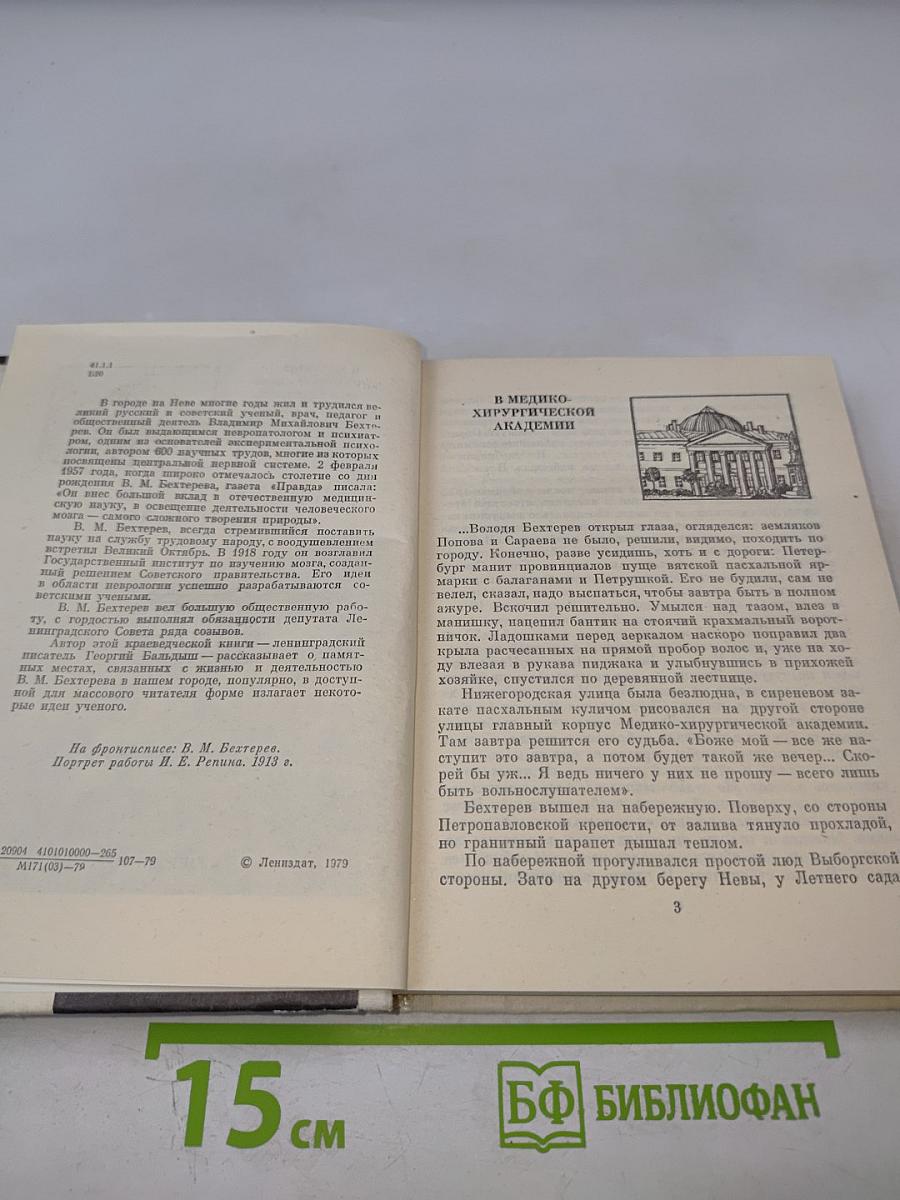 61.1.1
Б20
В городе на Неве многие годы жил и трудился ве-
ликий русский и советский ученый, врач, педагог и
общественный деятель Владимир Михайлович Бехте-
рев. Он был выдающимся невропатологом и психиат-
ром, одним из основателей экспериментальной психо-
логии, автором 600 научных трудов, многие из которых
посвящены центральной нервной системе. 2 февраля
1957 года, когда широко отмечалось столетие со дня
рождения В. М. Бехтерева, газета «Правда» писала:
«Он внес большой вклад в отечественную медицин-
скую науку, в освещение деятельности человеческого
мозга — самого сложного творения природы».
В. М. Бехтерев, всегда стремившийся поставить
науку на службу трудовому народу, с воодушевлением
встретил Великий Октябрь. В 1918 году он возглавил
Государственный институт по изучению мозга, создан-
ный решением Советского правительства. Его идеи
в области неврологии успешно разрабатываются со-
ветскими учеными.
В. М. Бехтерев вел большую общественную рабо-
ту, с гордостью выполнял обязанности депутата Ле-
нинградского Совета ряда созывов.
Автор этой краеведческой книги — ленинградский
писатель Георгий Бальдыш — рассказывает о памят-
ных местах, связанных с жизнью и деятельностью
В. М. Бехтерева в нашем городе, популярно, в доступ-
ной для массового читателя форме излагает некото-
рые идеи ученого.
На фронтисписе: В. М. Бехтерев.
Портрет работы И. Е. Репина. 1913 г.
20904 4101010000—265
М171(03)—79
107—79
© Лениздат, 1979
В МЕДИКО-
ХИРУРГИЧЕСКОЙ
АКАДЕМИИ
...Володя Бехтерев открыл глаза, огляделся: земляков
Попова и Сараева не было, решили, видимо, походить по
городу. Конечно, разве усидишь, хоть и с дороги: Петер-
бург манит провинциалов пуще вятской пасхальной яр-
марки с балаганами и Петрушкой. Его не будили, сам не
велел, сказал, надо выспаться, чтобы завтра быть в полном
ажуре. Вскочил решительно. Умылся над тазом, влез в
манишку, нацепил бантик на стоячий крахмальный ворот-
ничок. Ладошками перед зеркалом наскоро поправил два
крыла расчесанных на прямой пробор волос и, уже на хо-
ду влезая в рукава пиджака и улыбнувшись в прихожей
хозяйке, спустился по деревянной лестнице.
Нижегородская улица была безлюдна, в сиреневом за-
кате пасхальным куличом рисовался на другой стороне
улицы главный корпус Медико-хирургической академии.
Там завтра решится его судьба. «Боже мой — все же на-
ступит это завтра, а потом будет такой же вечер... Ско-
рей бы уж... Я ведь ничего у них не прошу — всего лишь
быть вольнослушателем».
Бехтерев вышел на набережную. Поверху, со стороны
Петропавловской крепости, от залива тянуло прохладой,
но гранитный парапет дышал теплом.
По набережной прогуливался простой люд Выборгской
стороны. Зато на другом берегу Невы, у Летнего сада
3
15 см
БФ БИБЛИОФАН